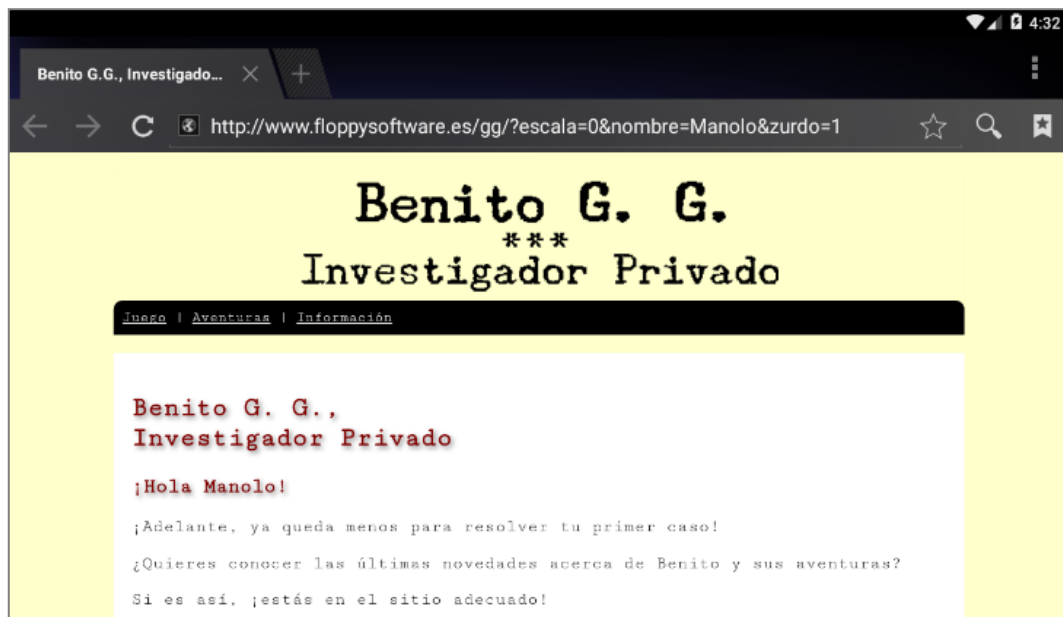 4:32
Benito G.G., Investigado...
http://www.floppysoftware.es/gg/?escala=0&nombre=Manolo&zurdo=1
Benito G. G.
***
Investigador Privado
Juego | Aventuras | Información
Benito G. G.,
Investigador Privado
¡Hola Manolo!
¡Adelante, ya queda menos para resolver tu primer caso!
¿Quieres conocer las últimas novedades acerca de Benito y sus aventuras?
Si es así, ¡estás en el sitio adecuado!